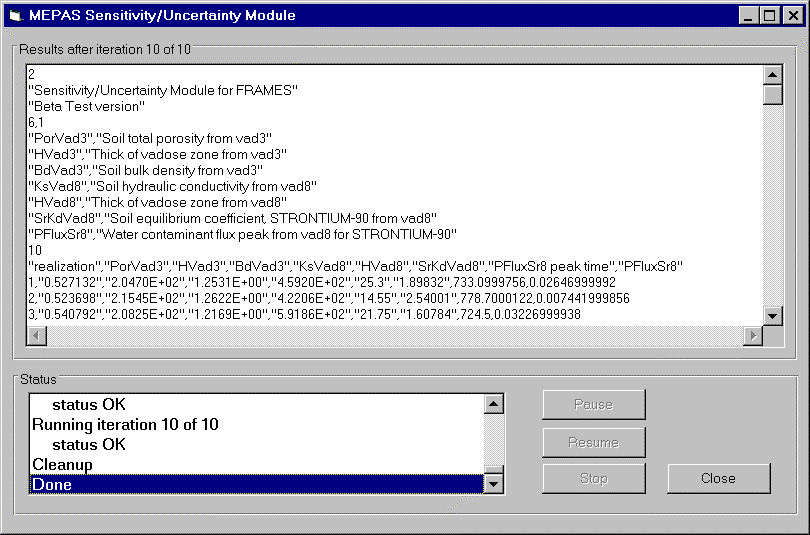 MEPAS Sensitivity/Uncertainty Module
Results after iteration 10 of 10
2
"Sensitivity/Uncertainty Module for FRAMES"
"Beta Test version"
6,1
"PorVad3","Soil total porosity from vad3"
"HVad3","Thick of vadose zone from vad3"
"BdVad3","Soil bulk density from vad3"
"KsVad8","Soil hydraulic conductivity from vad8"
"HVad8","Thick of vadose zone from vad8"
"SrKdVad8","Soil equilibrium coefficient, STRONTIUM-90 from vad8"
"PFluxSr8","Water contaminant flux peak from vad8 for STRONTIUM-90"
10
"realization","PorVad3","HVad3","BdVad3","KsVad8","HVad8","SrKdVad8","PFluxSr8 peak time","PFluxSr8"
1,"0.527132","2.0470E+02","1.2531E+00","4.5920E+02","25.3","1.89832",733.0999756,0.02646999992
2,"0.523698","2.1545E+02","1.2622E+00","4.2206E+02","14.55","2.54001",778.7000122,0.007441999856
3,"0.540792","2.0825E+02","1.2169E+00","5.9186E+02","21.75","1.60784",724.5,0.03226999938
Status
status OK
Running iteration 10 of 10
status OK
Cleanup
Done
Pause
Resume
Stop
Close